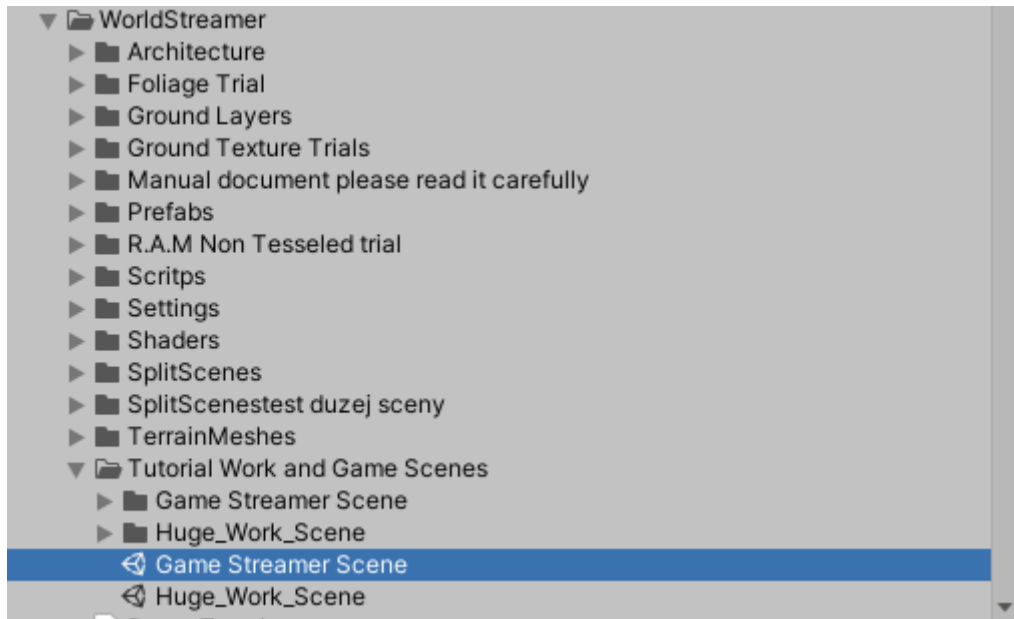 WorldStreamer
Architecture
Foliage Trial
Ground Layers
Ground Texture Trials
Manual document please read it carefully
Prefabs
R.A.M Non Tesseled trial
Scritps
Settings
Shaders
SplitScenes
SplitScenestest duzej sceny
TerrainMeshes
Tutorial Work and Game Scenes
Game Streamer Scene
Huge_Work_Scene
Game Streamer Scene
Huge_Work_Scene